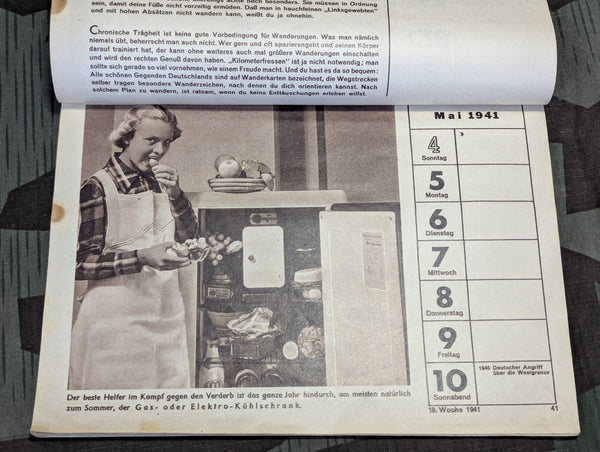 samt, damit deine Füße nicht vorzeitig ermüden. Daß man in hauchfeinen „Linksgewebten"
und mit hohen Absätzen nicht wandern kann, weißt du ja ohnehin.
Chronische Trägheit ist keine gute Vorbedingung für Wanderungen. Was man nämlich
niemals übt, beherrscht man auch nicht. Wer gern und oft spazierengeht und seinen Körper
darauf trainiert hat, der kann ohne weiteres auch mal größere Wanderungen einschalten
und wird den rechten Genuß davon haben. „Kilometerfressen" ist ja nicht notwendig; man
sollte sich gerade so viel vornehmen, wie einem Freude macht. Und du hast es da so bequem:
Alle schönen Gegenden Deutschlands sind auf Wanderkarten bezeichnet, die Wegstrecken
selber tragen besondere Wanderzeichen, nach denen du dich orientieren kannst. Nach
solchem Plan zu wandern, ist ratsam, wenn du keine Enttäuschungen erleben willst.
Mai 1941
4
Sonntag
5
Montag
6
Dienstag
7
Mittwoch
8
Donnerstag
9
Freitag
10
Sonnabend
1940 Deutscher Angriff
über die Westgrenze
19. Woche 1941
41
Der beste Helfer im Kampf gegen den Verderb ist das ganze Jahr hindurch, am meisten natürlich
zum Sommer, der Gas- oder Elektro-Kühlschrank.